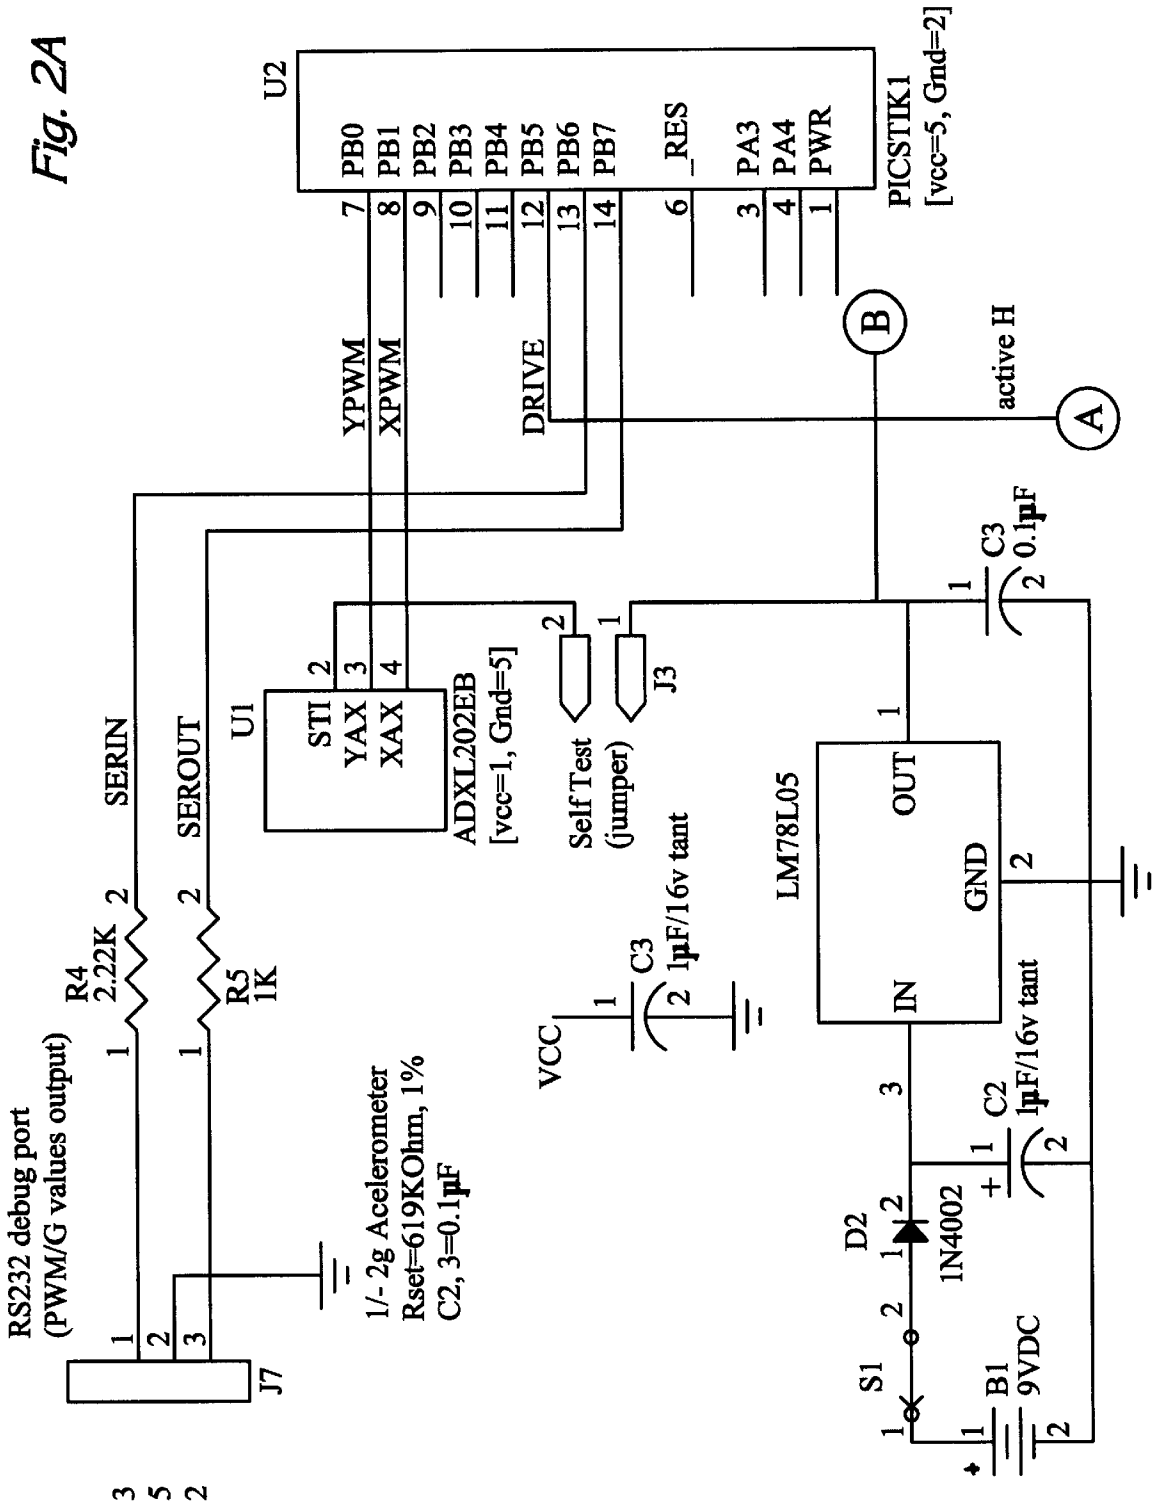 Fig. 2A
RS232 debug port
(PWM/G values output)
3
5
2
1
2
3
J7
R4
2.22K
1
2
SERIN
R5
1K
1
2
SEROUT
1/- 2g Acelerometer
Rset=619KOhm, 1%
C2, 3=0.1µF
U1
STI
YAX
XAX
2
3
4
ADXL202EB
[vcc=1, Gnd=5]
YPWM
XPWM
DRIVE
U2
7
8
9
10
11
12
13
14
6
3
4
1
PB0
PB1
PB2
PB3
PB4
PB5
PB6
PB7
_RES
PA3
PA4
PWR
PICSTIK1
[vcc=5, Gnd=2]
VCC
1
2
C3
1µF/16v tant
Self Test
(jumper)
2
1
J3
B
active H
A
S1
1
2
D2
1
2
1N4002
3
LM78L05
IN
OUT
GND
1
2
+
1
2
B1
9VDC
+
1
2
C2
1µF/16v tant
1
2
C3
0.1µF